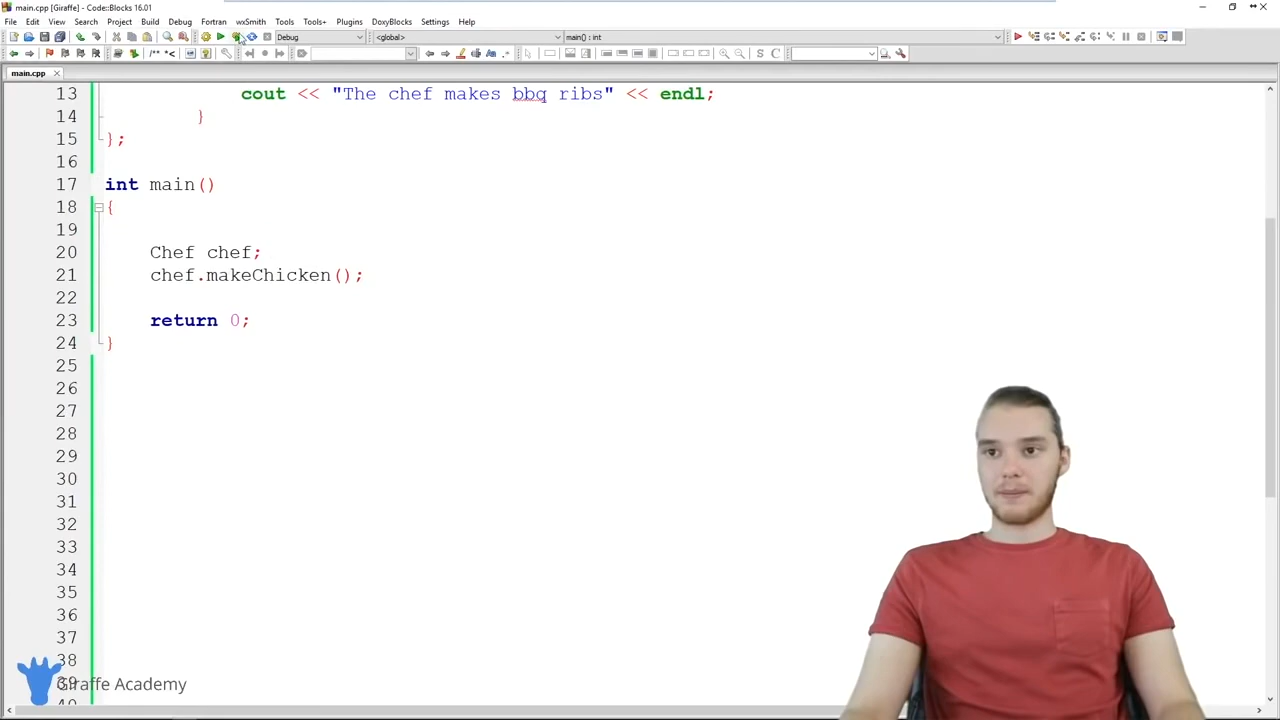 main.cpp [Giraffe] - Code::Blocks 16.01
File Edit View Search Project Build Debug Fortran wxSmith Tools Tools+ Plugins DoxyBlocks Settings Help
Debug <global> main() : int
/** *<
main.cpp
13 cout << "The chef makes bbq ribs" << endl;
14 }
15 };
16
17 int main()
18 {
19
20 Chef chef;
21 chef.makeChicken();
22
23 return 0;
24 }
25
26
27
28
29
30
31
32
33
34
35
36
37
38
39
40
Giraffe Academy